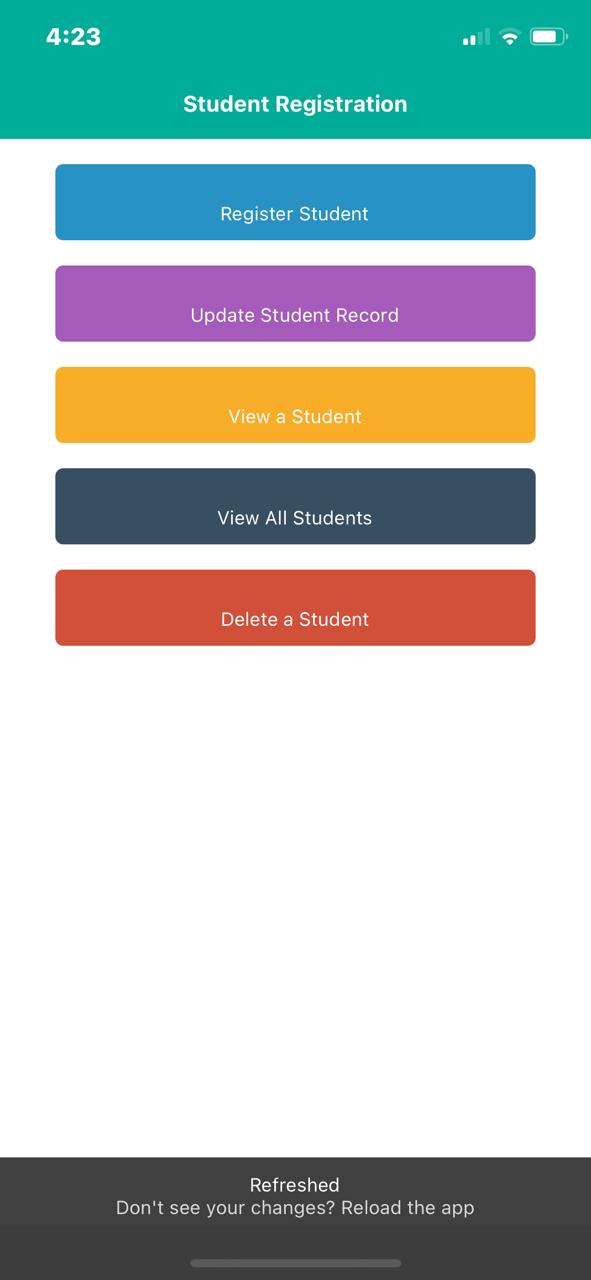 4:23
Student Registration
Register Student
Update Student Record
View a Student
View All Students
Delete a Student
Refreshed
Don't see your changes? Reload the app